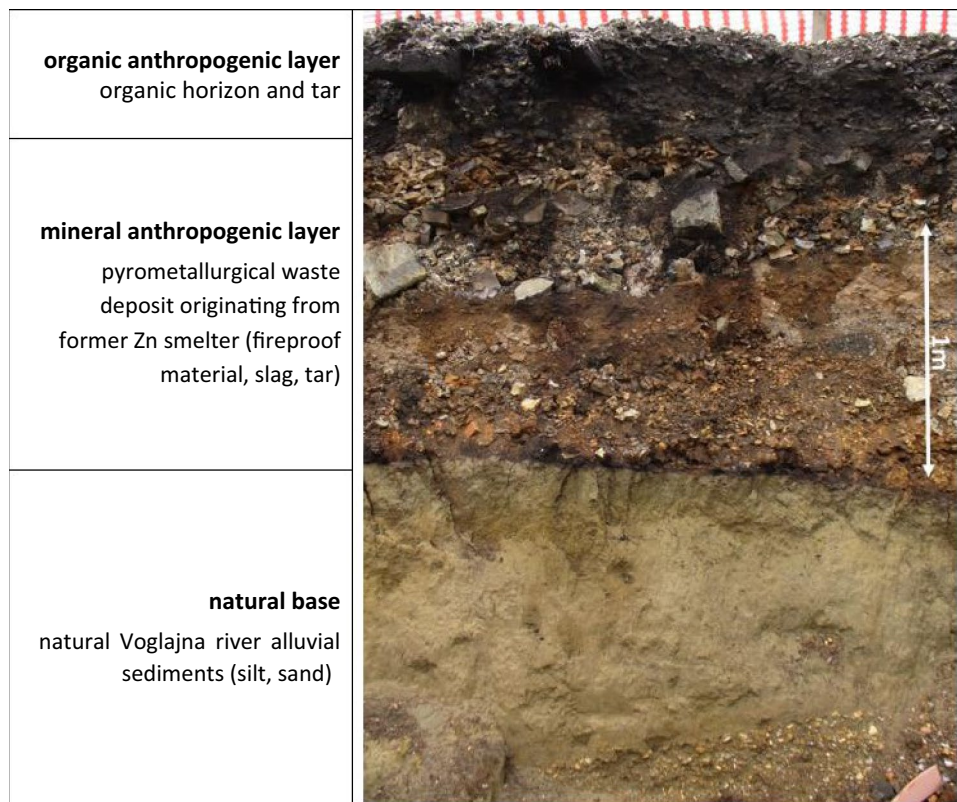 organic anthropogenic layer
organic horizon and tar
mineral anthropogenic layer
pyrometallurgical waste
deposit originating from
former Zn smelter (fireproof
material, slag, tar)
natural base
natural Voglajna river alluvial
sediments (silt, sand)
1m